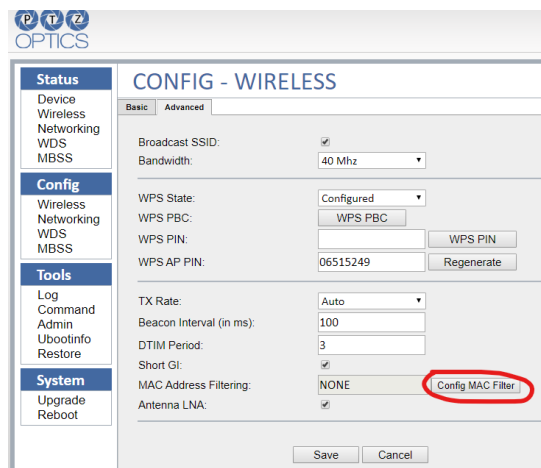 PTZ
OPTICS
Status
Device
Wireless
Networking
WDS
MBSS
Config
Wireless
Networking
WDS
MBSS
Tools
Log
Command
Admin
Ubootinfo
Restore
System
Upgrade
Reboot
CONFIG - WIRELESS
Basic Advanced
Broadcast SSID:
Bandwidth: 40 Mhz
WPS State: Configured
WPS PBC: WPS PBC
WPS PIN: WPS PIN
WPS AP PIN: 06515249 Regenerate
TX Rate: Auto
Beacon Interval (in ms): 100
DTIM Period: 3
Short GI:
MAC Address Filtering: NONE Config MAC Filter
Antenna LNA:
Save Cancel